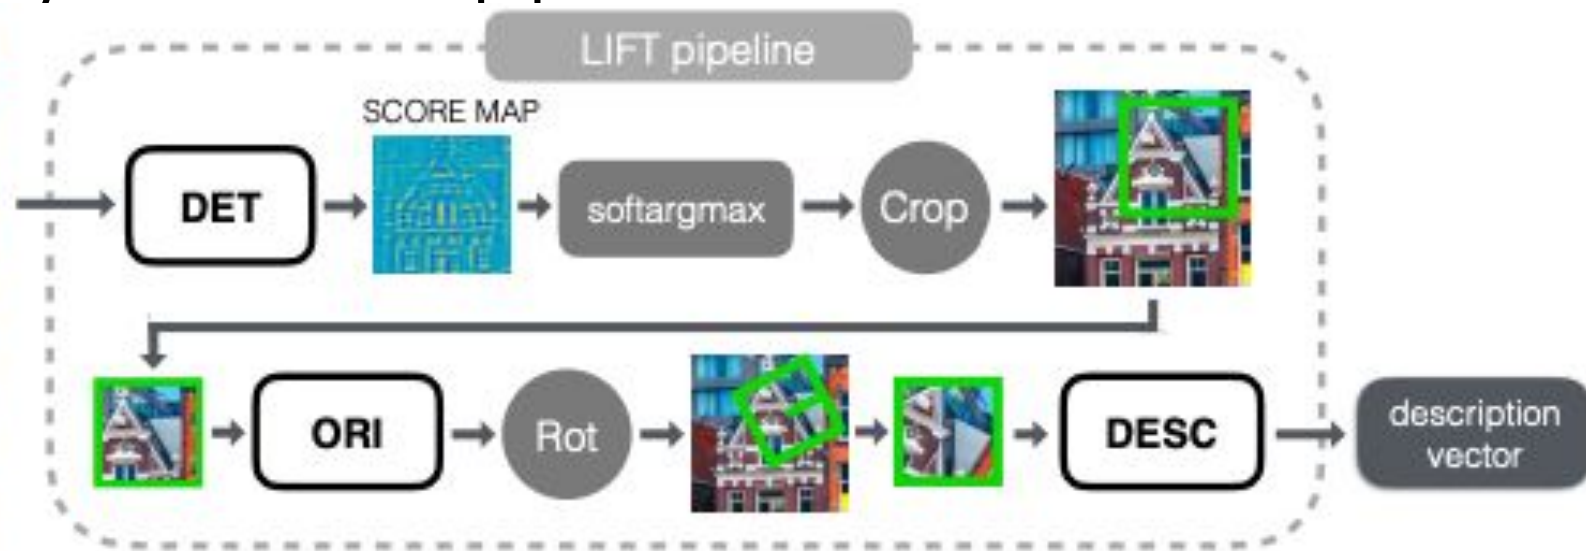 LIFT pipeline
SCORE MAP
DET
softargmax
Crop
ORI
Rot
DESC
description
vector